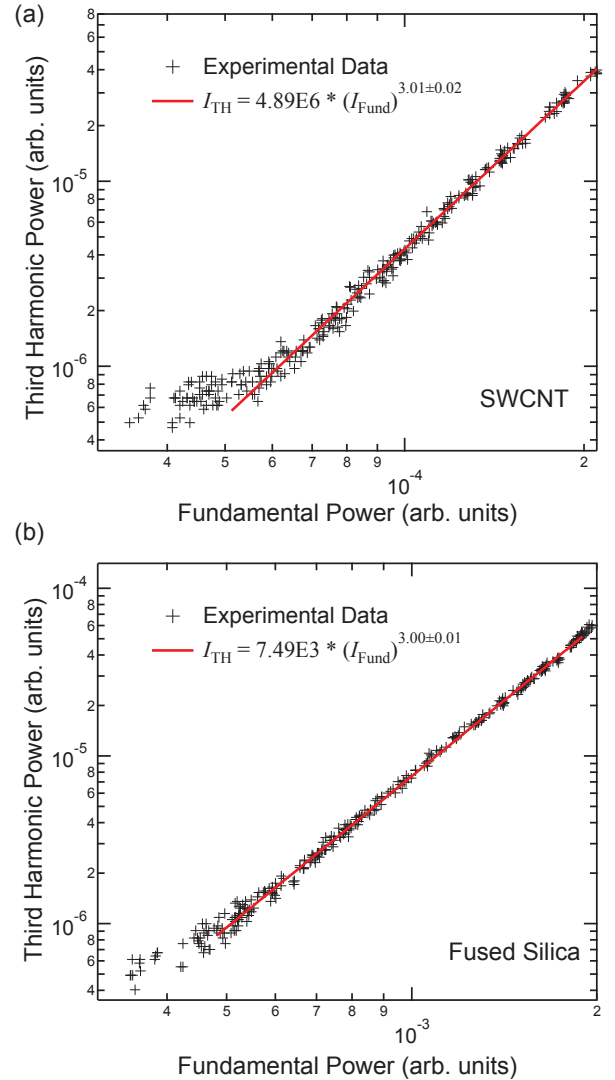 (a)
8
6
4
2
10-5
8
6
4
2
10-6
8
6
4
Third Harmonic Power (arb. units)
+ Experimental Data
ITH = 4.89E6 * (IFund)3.01±0.02
SWCNT
4 5 6 7 8 9 2
10-4
Fundamental Power (arb. units)
(b)
10-4
8
6
4
2
10-5
8
6
4
2
10-6
8
6
4
Third Harmonic Power (arb. units)
+ Experimental Data
ITH = 7.49E3 * (IFund)3.00±0.01
Fused Silica
4 5 6 7 8 9 2
10-3
Fundamental Power (arb. units)